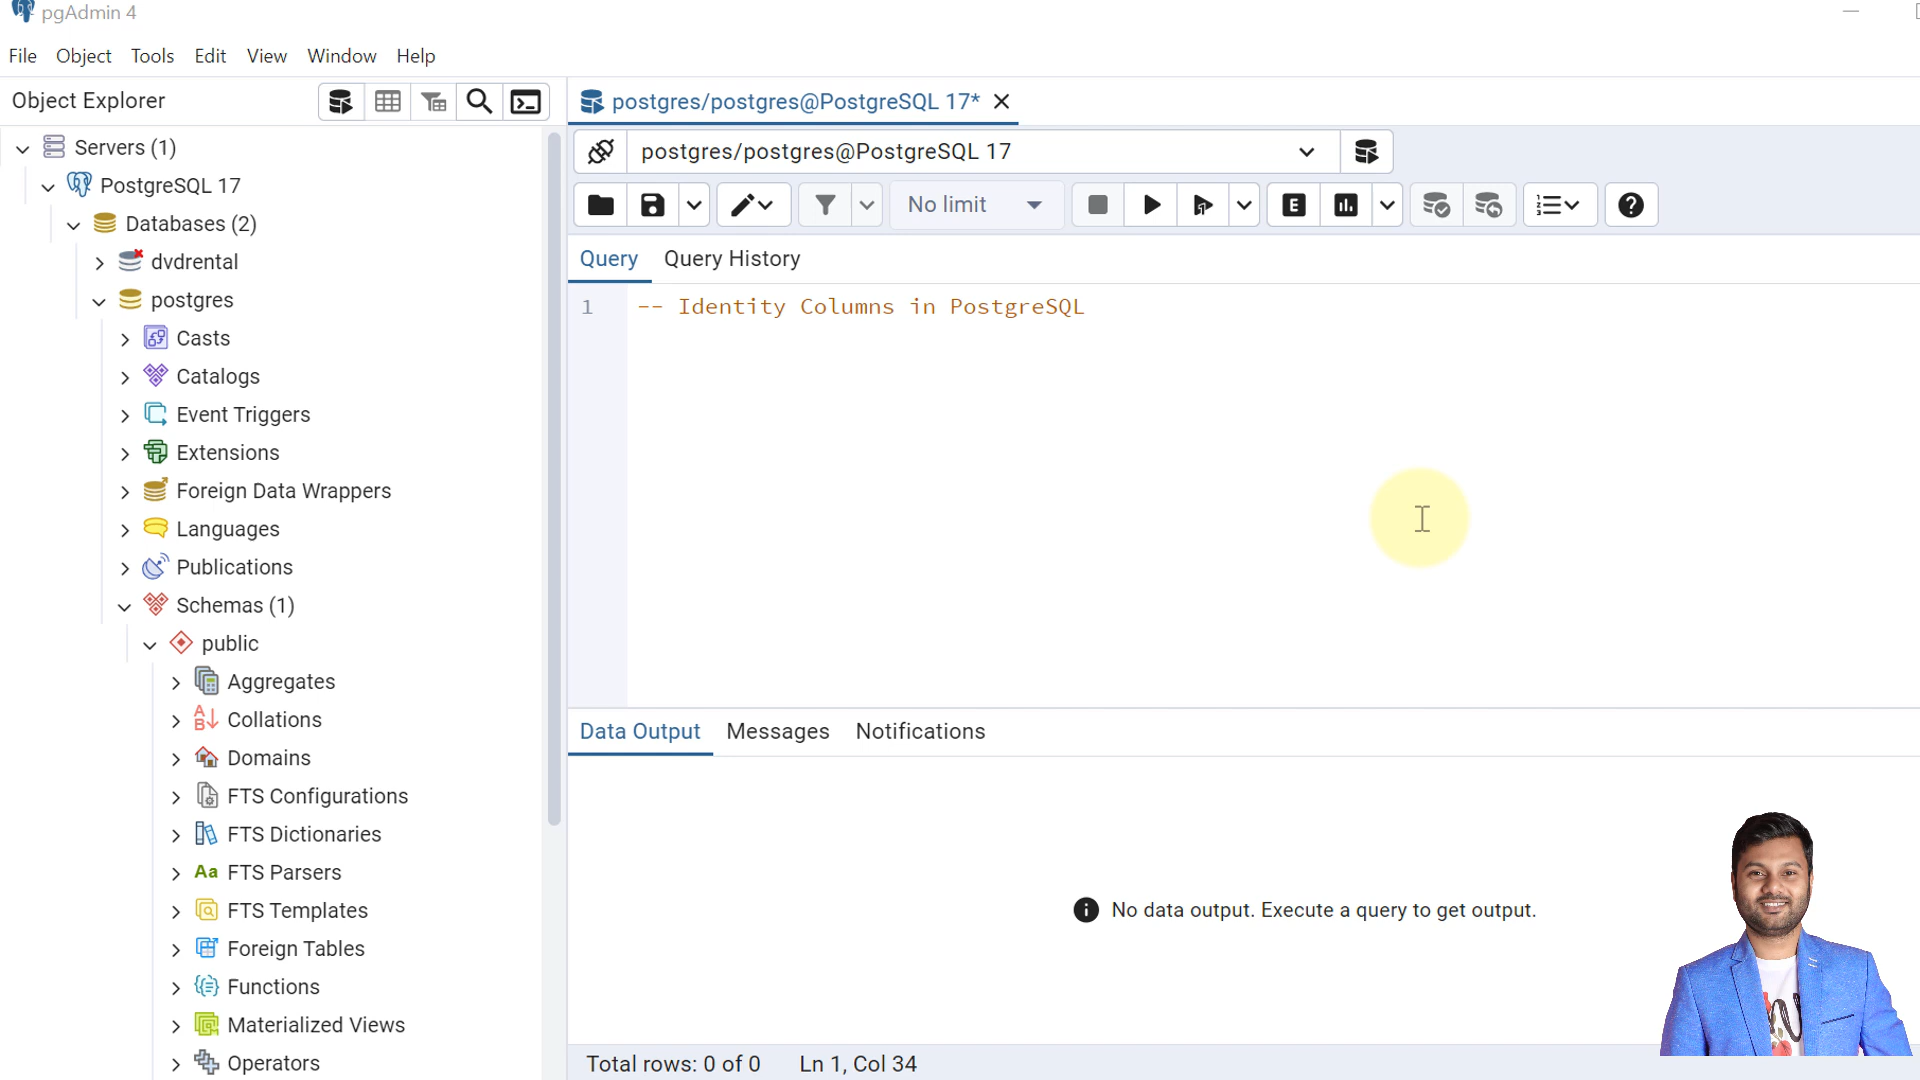 pgAdmin 4
File Object Tools Edit View Window Help
Object Explorer
postgres/postgres@PostgreSQL 17*
Servers (1)
postgres/postgres@PostgreSQL 17
PostgreSQL 17
No limit
E
Databases (2)
Query Query History
dvdrental
postgres
1 -- Identity Columns in PostgreSQL
Casts
Catalogs
Event Triggers
Extensions
Foreign Data Wrappers
Languages
Publications
Schemas (1)
public
Aggregates
Collations
Domains
Aa FTS Configurations
FTS Dictionaries
Aa FTS Parsers
FTS Templates
Foreign Tables
Functions
Materialized Views
Operators
Data Output Messages Notifications
No data output. Execute a query to get output.
Total rows: 0 of 0 Ln 1, Col 34